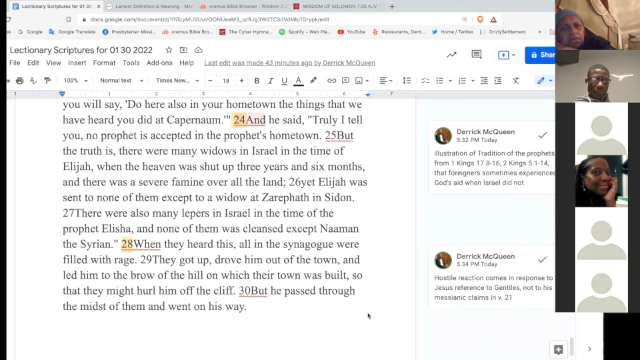 Lectionary Scriptures for 01 30 2022
File Edit View Insert Format Tools Add-ons Help
Last edit was made 43 minutes ago by Derrick McQueen
Share
100%
Normal text
Times New...
18
you will say, 'Do here also in your hometown the things that we
have heard you did at Capernaum.'" 24And he said, "Truly I tell
you, no prophet is accepted in the prophet's hometown. 25But
the truth is, there were many widows in Israel in the time of
Elijah, when the heaven was shut up three years and six months,
and there was a severe famine over all the land; 26yet Elijah was
sent to none of them except to a widow at Zarephath in Sidon.
27There were also many lepers in Israel in the time of the
prophet Elisha, and none of them was cleansed except Naaman
the Syrian." 28When they heard this, all in the synagogue were
filled with rage. 29They got up, drove him out of the town, and
led him to the brow of the hill on which their town was built, so
that they might hurl him off the cliff. 30But he passed through
the midst of them and went on his way.
Derrick McQueen
5:32 PM Today
illustration of Tradition of the prophets
from 1 Kings 17.8-16, 2 Kings 5.1-14,
that foreigners sometimes experienced
God's aid when Israel did not
Derrick McQueen
5:34 PM Today
Hostile reaction comes in response to
Jesus reference to Gentiles, not to his
messianic claims in v. 21